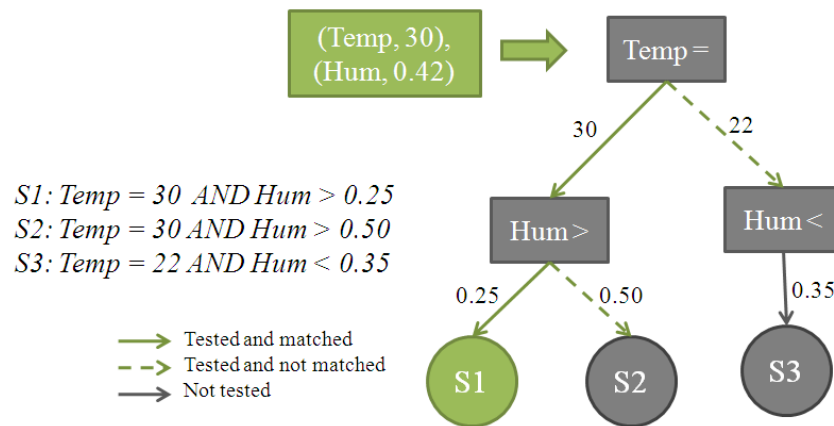 (Temp, 30),
(Hum, 0.42)
Temp =
30
22
S1: Temp = 30 AND Hum > 0.25
S2: Temp = 30 AND Hum > 0.50
S3: Temp = 22 AND Hum < 0.35
Hum >
Hum <
0.25
0.50
0.35
Tested and matched
Tested and not matched
Not tested
S1
S2
S3